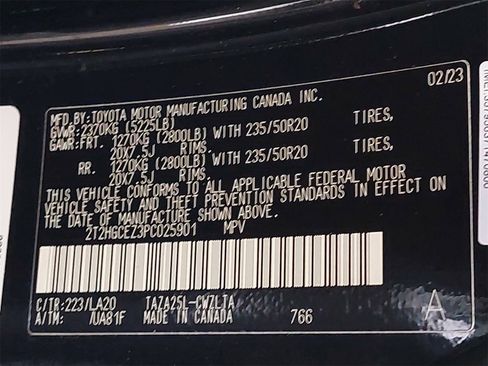 MFD.BY:TOYOTA MOTOR MANUFACTURING CANADA INC. 02/23
GVWR: 2370KG (5225LB)
GAWR:FRT. 1270KG (2800LB) WITH 235/50R20 TIRES,
20X7.5J RIMS.
RR. 1270KG (2800LB) WITH 235/50R20 TIRES,
20X7.5J RIMS.
THIS VEHICLE CONFORMS TO ALL APPLICABLE FEDERAL MOTOR
VEHICLE SAFETY AND THEFT PREVENTION STANDARDS IN EFFECT ON
THE DATE OF MANUFACTURE SHOWN ABOVE.
2T2HGCEZ3PC025901 MPV
C/TR:223/LA20 TAZA25L-CWZLTA
A/TM: /UA81F MADE IN CANADA 766 A